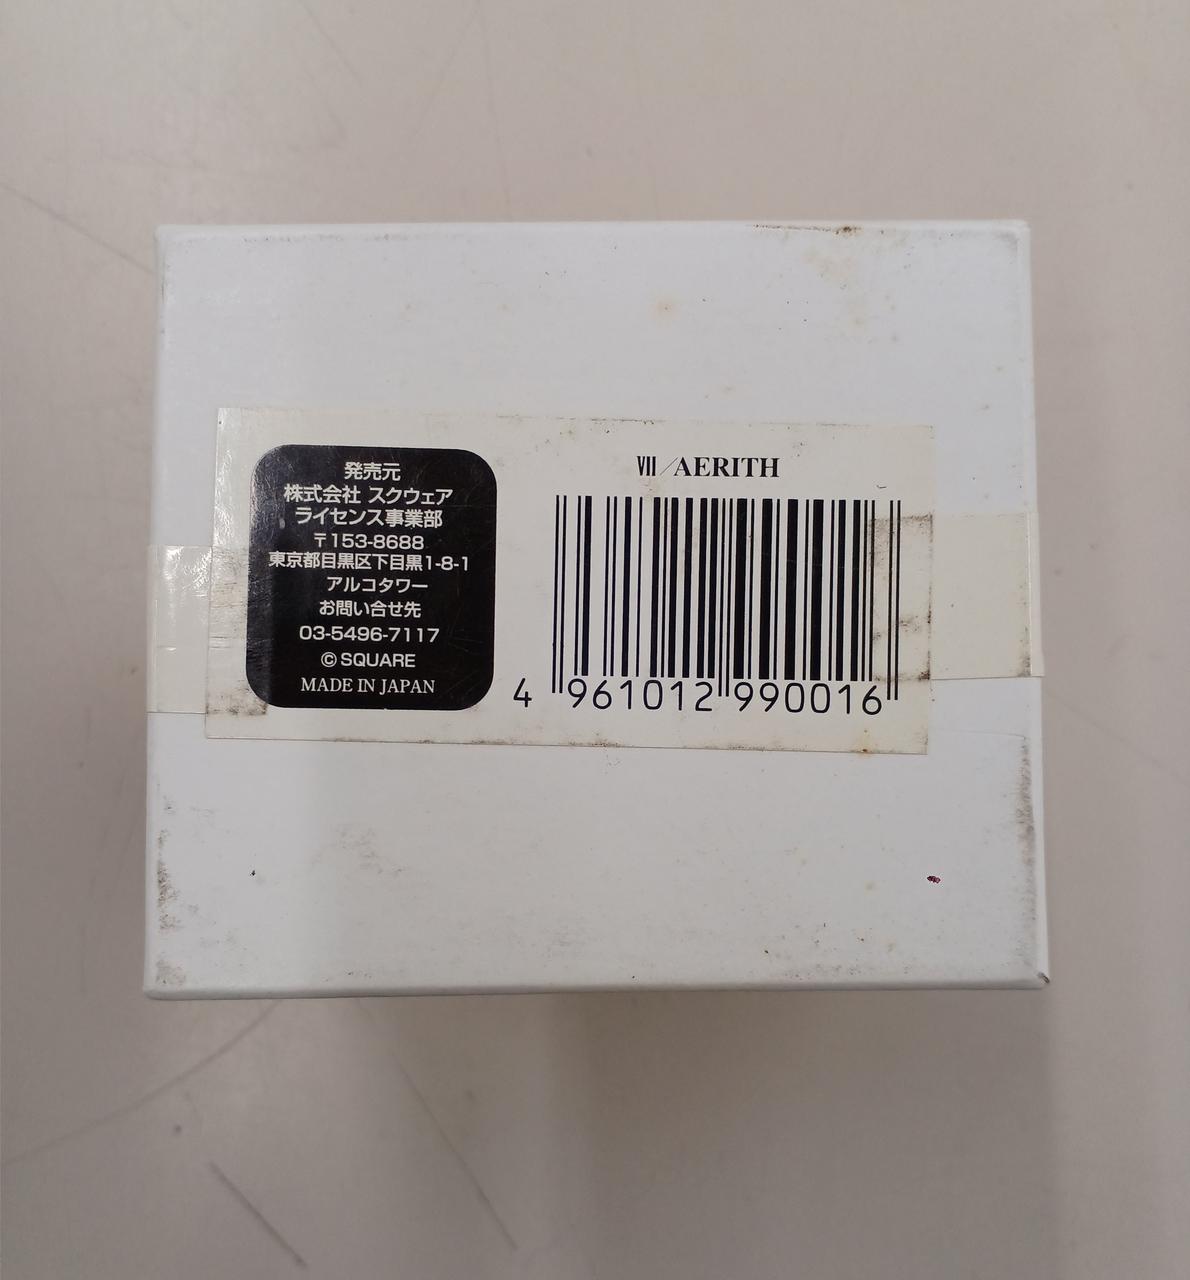 発売元
株式会社 スクウェア
ライセンス事業部
〒153-8688
東京都目黒区下目黒1-8-1
アルコタワー
お問い合せ先
03-5496-7117
© SQUARE
MADE IN JAPAN
VII/AERITH
4 961012 990016